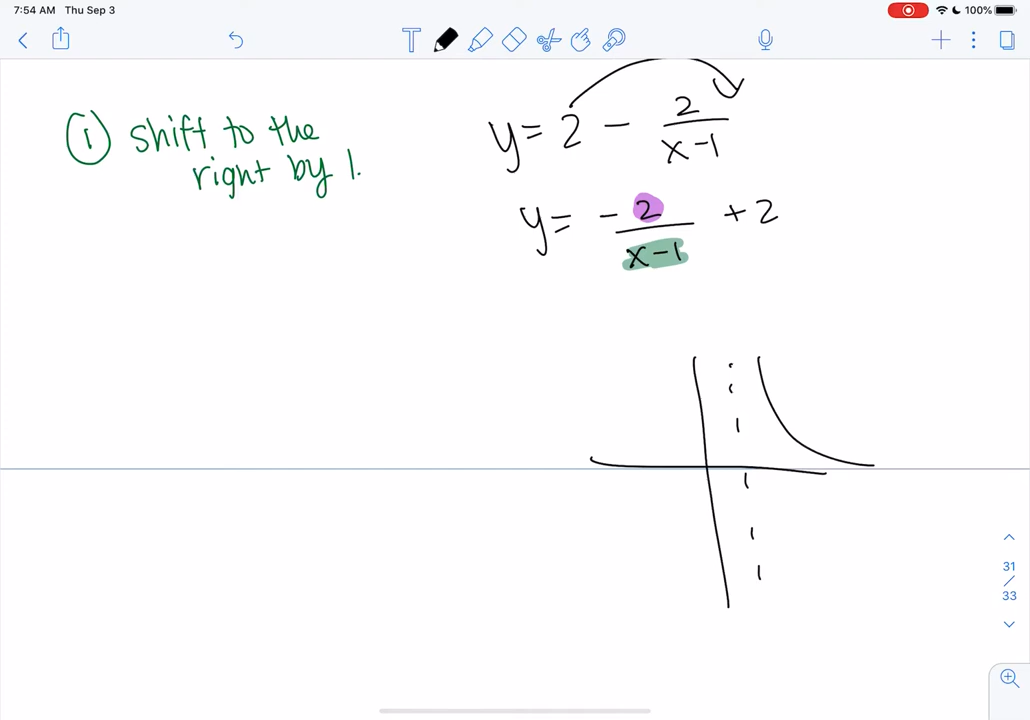 7:54 AM Thu Sep 3
100%
① shift to the
right by 1.
y = 2 - 2/(x-1)
y = - 2/(x-1) + 2
31
/
33